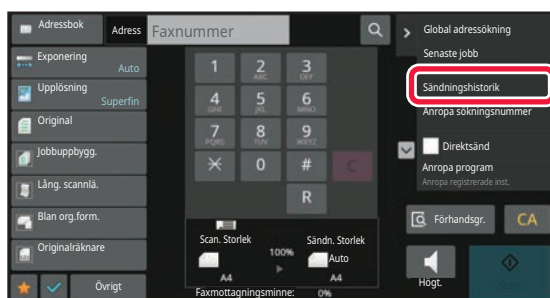 Adressbok
Adress
Faxnummer
Exponering
Auto
Upplösning
Superfin
Original
Jobbuppbygg.
Lång. scannlä.
Blan org.form.
Originalräknare
Övrigt
1
2
ABC
3
DEF
4
GHI
5
JKL
6
MNO
7
PQRS
8
TUV
9
WXYZ
0
#
C
R
Scan. Storlek
A4
100%
Sändn. Storlek
Auto
A4
Faxmottagningsminne: 0%
Global adressökning
Senaste jobb
Sändningshistorik
Anropa sökningsnummer
Direktsänd
Anropa program
Anropa registrerade inst.
Förhandsgr.
CA
Högt.